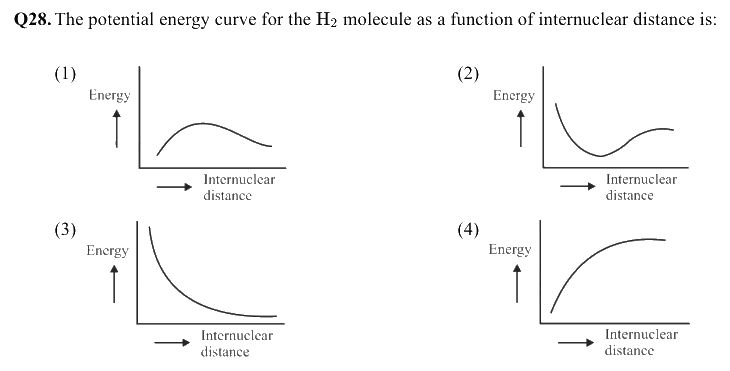 Q28. The potential energy curve for the H₂ molecule as a function of internuclear distance is:
(1)
Energy
Internuclear
distance
(2)
Energy
Internuclear
distance
(3)
Energy
Internuclear
distance
(4)
Energy
Internuclear
distance